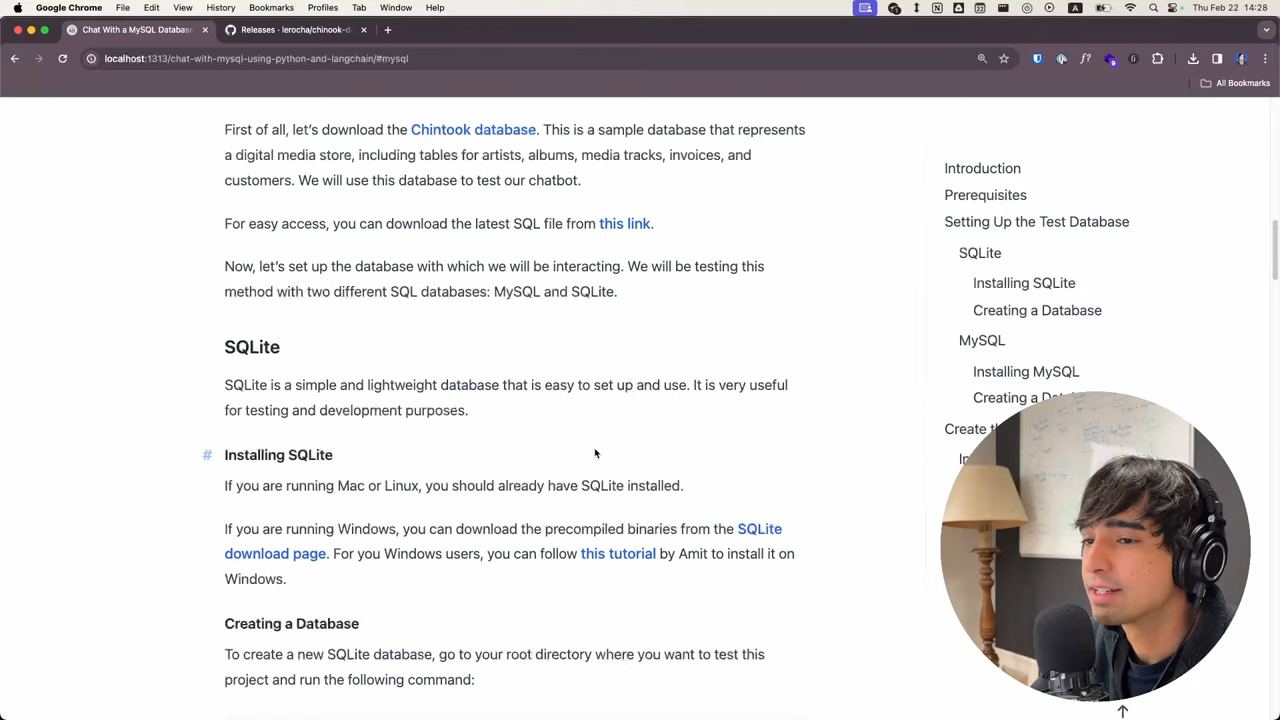 Google Chrome File Edit View History Bookmarks Profiles Tab Window Help A Thu Feb 22 14:28
Chat With a MySQL Database Releases · lerocha/chinook-d
localhost:1313/chat-with-mysql-using-python-and-langchain/#mysql
All Bookmarks
First of all, let's download the Chintook database. This is a sample database that represents
a digital media store, including tables for artists, albums, media tracks, invoices, and
customers. We will use this database to test our chatbot.
For easy access, you can download the latest SQL file from this link.
Now, let's set up the database with which we will be interacting. We will be testing this
method with two different SQL databases: MySQL and SQLite.
SQLite
SQLite is a simple and lightweight database that is easy to set up and use. It is very useful
for testing and development purposes.
# Installing SQLite
If you are running Mac or Linux, you should already have SQLite installed.
If you are running Windows, you can download the precompiled binaries from the SQLite
download page. For you Windows users, you can follow this tutorial by Amit to install it on
Windows.
Creating a Database
To create a new SQLite database, go to your root directory where you want to test this
project and run the following command:
Introduction
Prerequisites
Setting Up the Test Database
SQLite
Installing SQLite
Creating a Database
MySQL
Installing MySQL
Creating a Dat
Create th
In